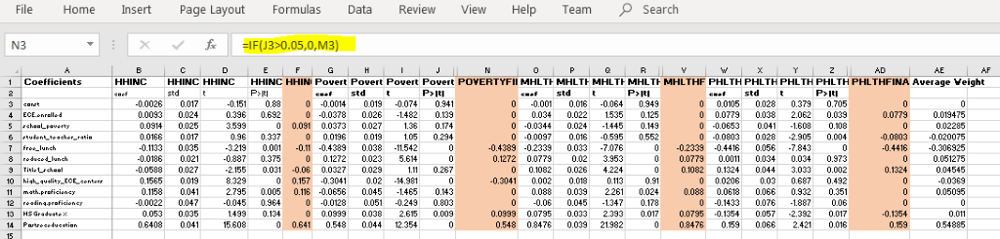 File Home Insert Page Layout Formulas Data Review View Help Team Search
N3 fx =IF(J3>0.05,0,M3)
A B C D E F G H I J N O P Q R V W X Y Z AD AE AF
1 Coefficients HHINC HHINC HHINC HHINC HHIN Povert Povert Povert Povert POVERTYFII MHLTH MHLTH MHLTH MHLTH MHLTHF PHLTH PHLTH PHLTH PHLTH PHLTHFINA Average Weight
2 coef std t P>|t| coef std t P>|t| coef std t P>|t| coef std t P>|t|
3 const -0.0026 0.017 -0.151 0.88 0 -0.0014 0.019 -0.074 0.941 0 -0.001 0.016 -0.064 0.949 0 0.0105 0.028 0.379 0.705 0 0
4 ECE_enrolled 0.0093 0.024 0.396 0.692 0 -0.0378 0.026 -1.482 0.139 0 0.034 0.022 1.535 0.125 0 0.0779 0.038 2.062 0.039 0.0779 0.019475
5 school_poverty 0.0914 0.025 3.599 0 0.091 0.0373 0.027 1.36 0.174 0 -0.0344 0.024 -1.445 0.149 0 -0.0653 0.041 -1.608 0.108 0 0.02285
6 student_teacher_ratio 0.0166 0.017 0.96 0.337 0 0.0196 0.019 1.05 0.294 0 -0.0097 0.016 -0.595 0.552 0 -0.0803 0.028 -2.905 0.004 -0.0803 -0.020075
7 free_lunch -0.1133 0.035 -3.219 0.001 -0.11 -0.4389 0.038 -11.542 0 -0.4389 -0.2339 0.033 -7.076 0 -0.2339 -0.4416 0.056 -7.843 0 -0.4416 -0.306925
8 reduced_lunch -0.0186 0.021 -0.887 0.375 0 0.1272 0.023 5.614 0 0.1272 0.0779 0.02 3.953 0 0.0779 0.0011 0.034 0.034 0.973 0 0.051275
9 Title1_school -0.0588 0.027 -2.155 0.031 -0.06 0.0327 0.029 1.11 0.267 0 0.1082 0.026 4.224 0 0.1082 0.1324 0.044 3.033 0.002 0.1324 0.04545
10 high_quality_ECE_centers 0.1565 0.019 8.329 0 0.157 -0.3041 0.02 -14.981 0 -0.3041 0.002 0.018 0.113 0.91 0 0.0206 0.03 0.687 0.492 0 -0.0369
11 math_proficiency 0.1158 0.041 2.795 0.005 0.116 -0.0656 0.045 -1.465 0.143 0 0.088 0.039 2.261 0.024 0.088 0.0618 0.066 0.932 0.351 0 0.05095
12 reading_proficiency -0.0022 0.047 -0.045 0.964 0 -0.0128 0.051 -0.249 0.803 0 -0.06 0.045 -1.347 0.178 0 -0.1433 0.076 -1.887 0.06 0 0
13 HS Graduate % 0.053 0.035 1.499 0.134 0 0.0999 0.038 2.615 0.009 0.0999 0.0795 0.033 2.393 0.017 0.0795 -0.1354 0.057 -2.392 0.017 -0.1354 0.011
14 Postseceducation 0.6408 0.041 15.608 0 0.641 0.548 0.044 12.354 0 0.548 0.8476 0.039 21.982 0 0.8476 0.159 0.066 2.421 0.016 0.159 0.54885
15